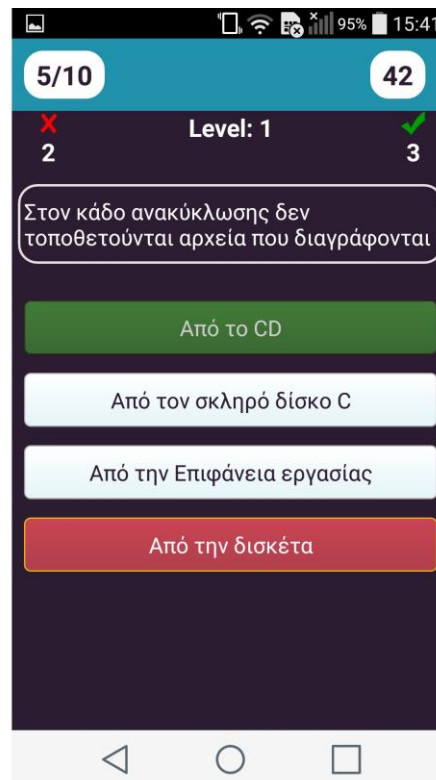 95% 15:41
5/10 42
Level: 1
2 3
Στον κάδο ανακύκλωσης δεν
τοποθετούνται αρχεία που διαγράφονται
Από το CD
Από τον σκληρό δίσκο C
Από την Επιφάνεια εργασίας
Από την δισκέτα